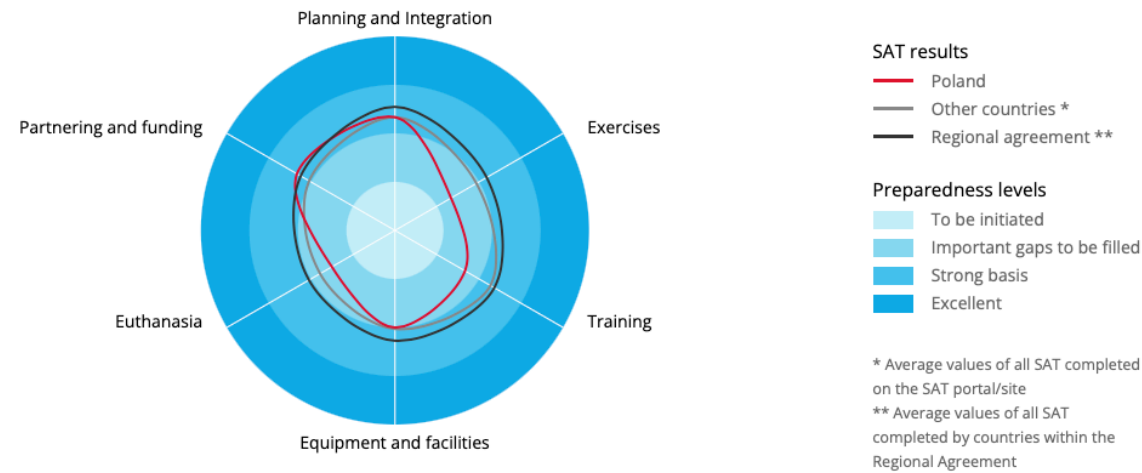 Planning and Integration
Partnering and funding
Exercises
Euthanasia
Training
Equipment and facilities
SAT results
Poland
Other countries *
Regional agreement **
Preparedness levels
To be initiated
Important gaps to be filled
Strong basis
Excellent
* Average values of all SAT completed
on the SAT portal/site
** Average values of all SAT
completed by countries within the
Regional Agreement